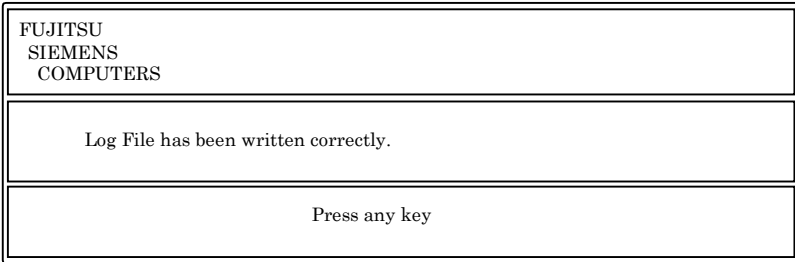 FUJITSU
SIEMENS
COMPUTERS
Log File has been written correctly.
Press any key